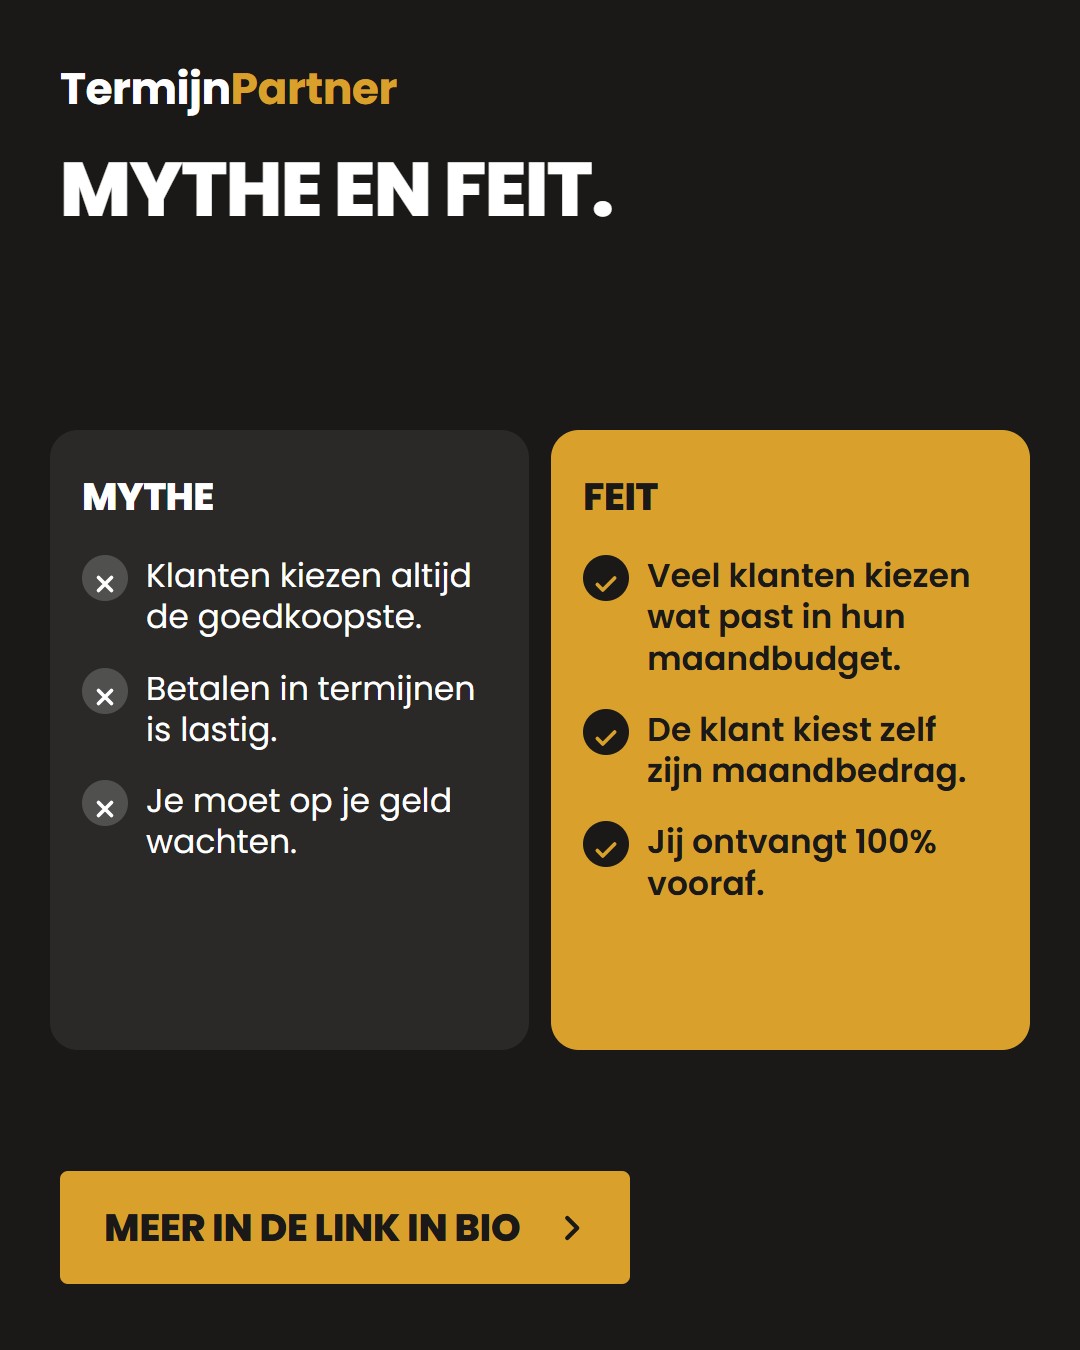 TermijnPartner
MYTHE EN FEIT.
MYTHE
Klanten kiezen altijd
de goedkoopste.
Betalen in termijnen
is lastig.
Je moet op je geld
wachten.
FEIT
Veel klanten kiezen
wat past in hun
maandbudget.
De klant kiest zelf
zijn maandbedrag.
Jij ontvangt 100%
vooraf.
MEER IN DE LINK IN BIO